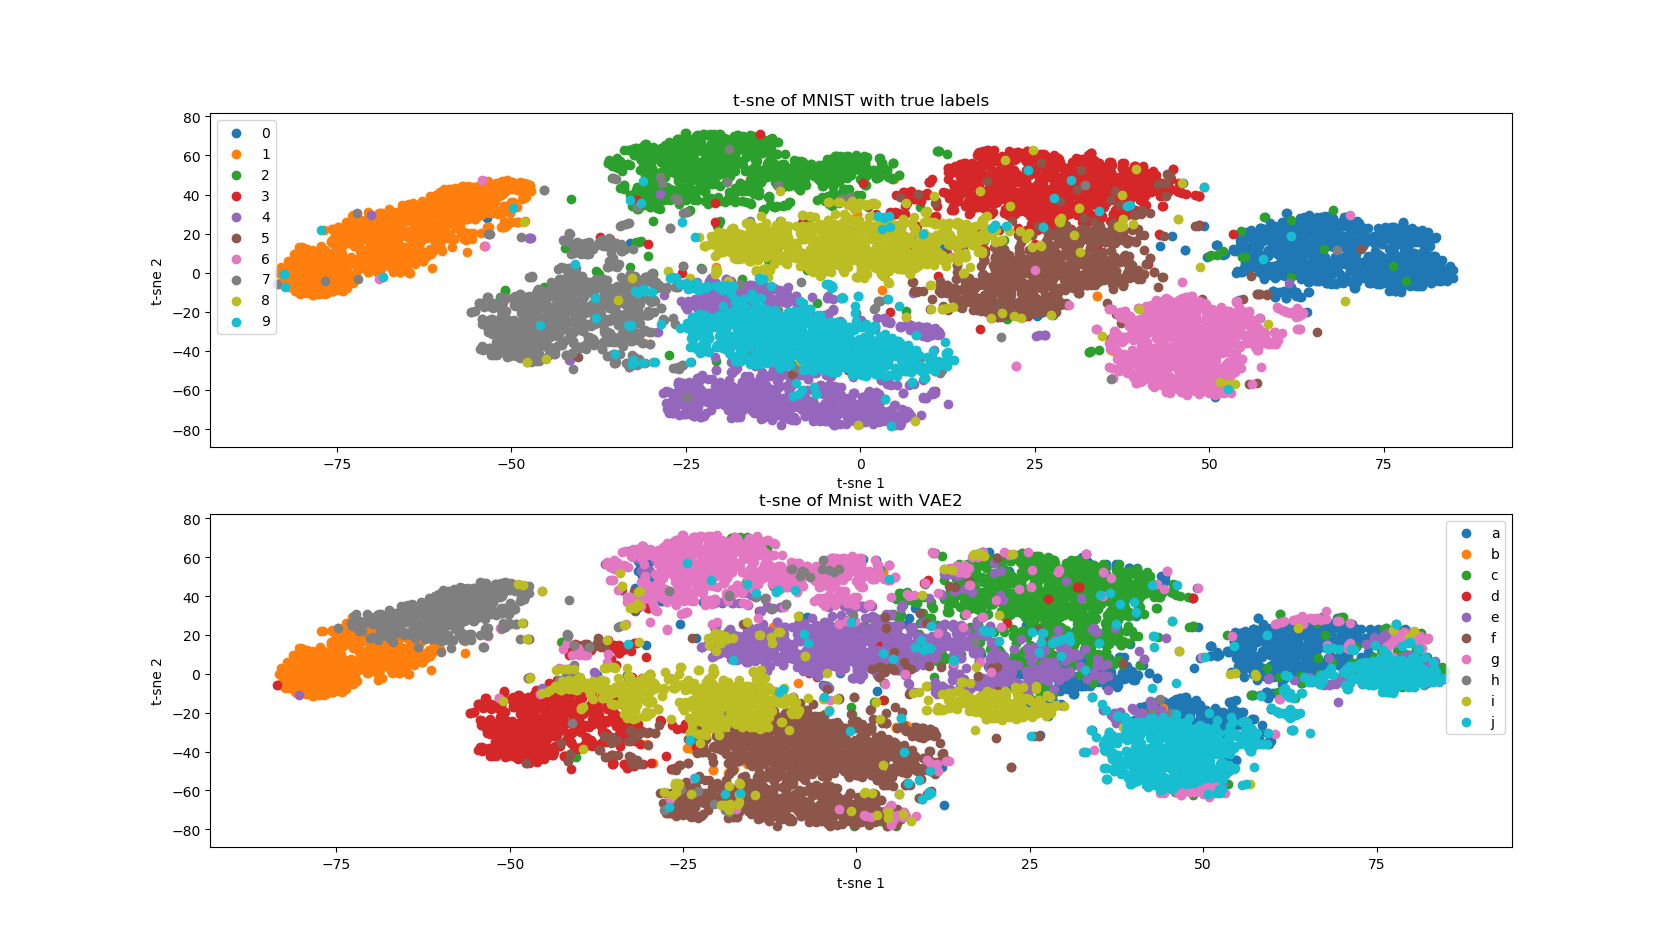 t-sne of MNIST with true labels
80
60
40
20
0
−20
−40
−60
−80
t-sne 2
0
1
2
3
4
5
6
7
8
9
−75 −50 −25 0 25 50 75
t-sne 1
t-sne of Mnist with VAE2
80
60
40
20
0
−20
−40
−60
−80
t-sne 2
a
b
c
d
e
f
g
h
i
j
−75 −50 −25 0 25 50 75
t-sne 1